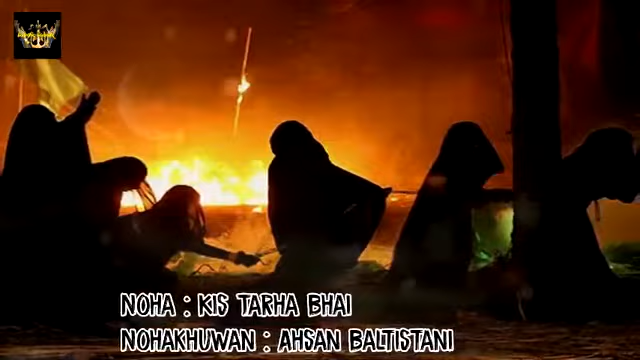 NOHA : KIS TARHA BHAI
NOHAKHUWAN : AHSAN BALTISTANI